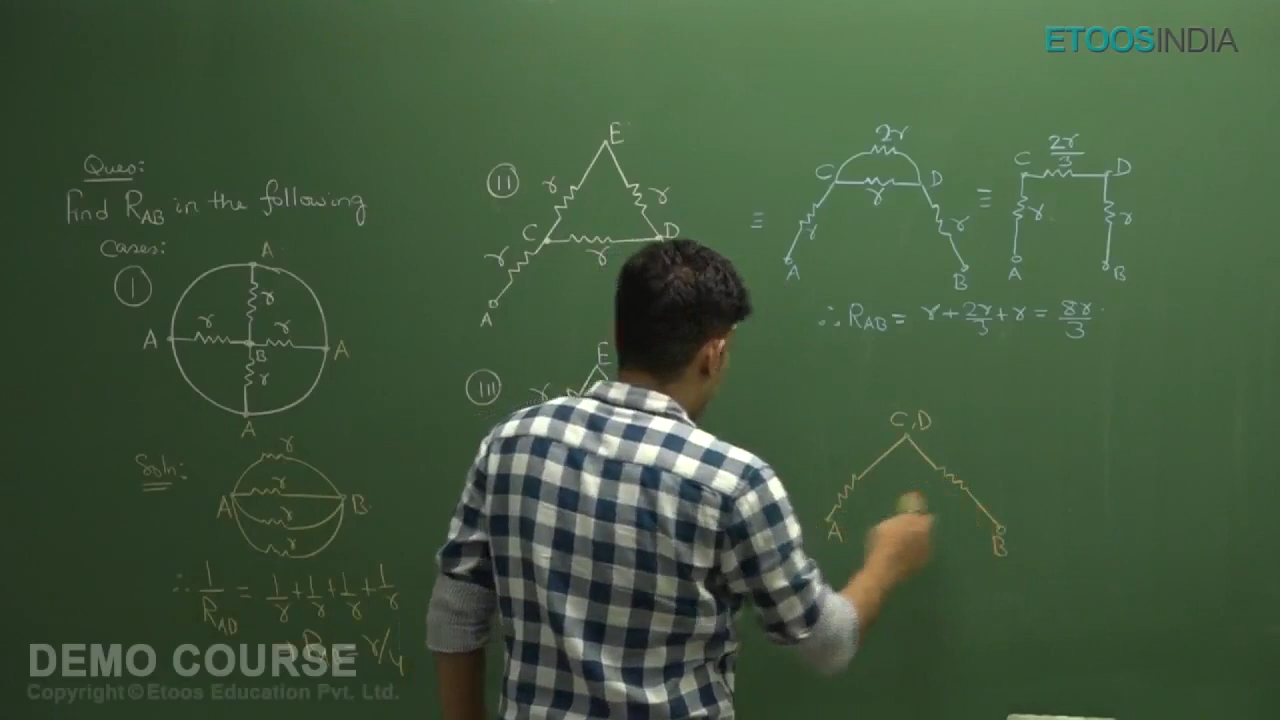 ETOOSINDIA
Ques:
Find R_AB in the following
Cases:
I
A
r
A r r A
B
r
A
Soln:
r
r
A B
r
r
∴ 1/R_AD = 1/r + 1/r + 1/r + 1/r
r/4
II
E
r r
C D
r r
A
III
E
r
≡
2r
C D
r
r r
A B
≡
2r/3
C D
r r
A B
∴ R_AB = r + 2r/3 + r = 8r/3
C, D
A B
DEMO COURSE
Copyright © Etoos Education Pvt. Ltd.